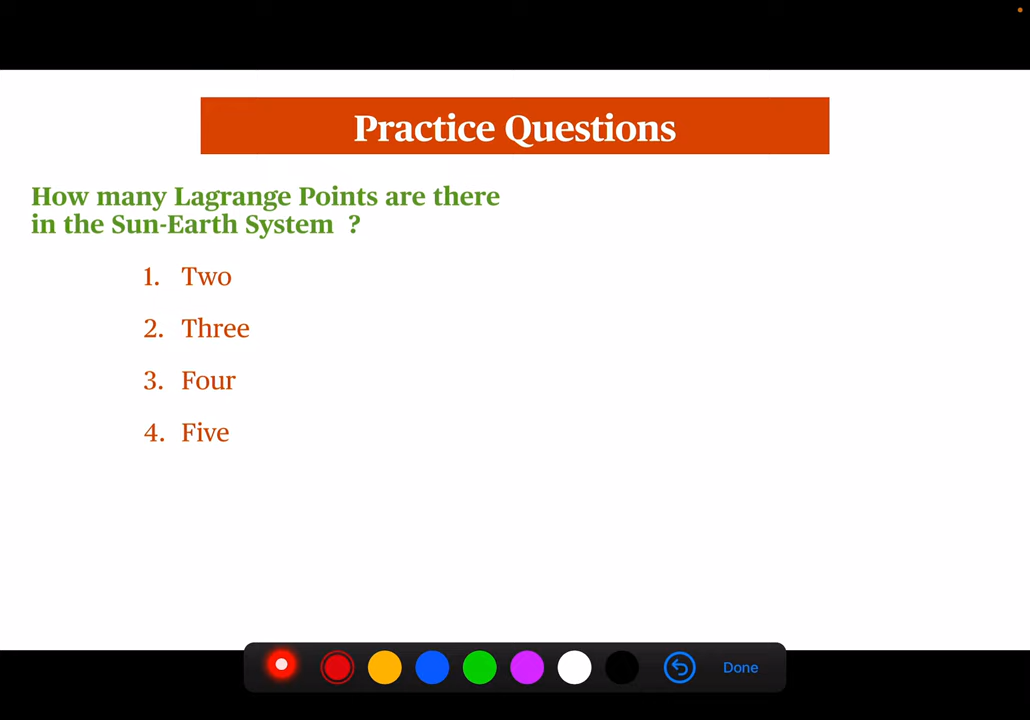 Practice Questions
How many Lagrange Points are there
in the Sun-Earth System ?
1. Two
2. Three
3. Four
4. Five
Done